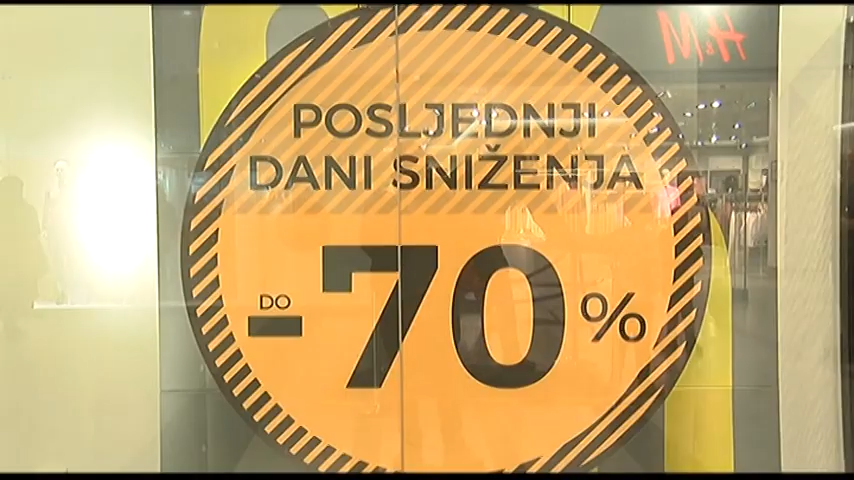 H&M
POSLJEDNJI
DANI SNIŽENJA
DO
-70%